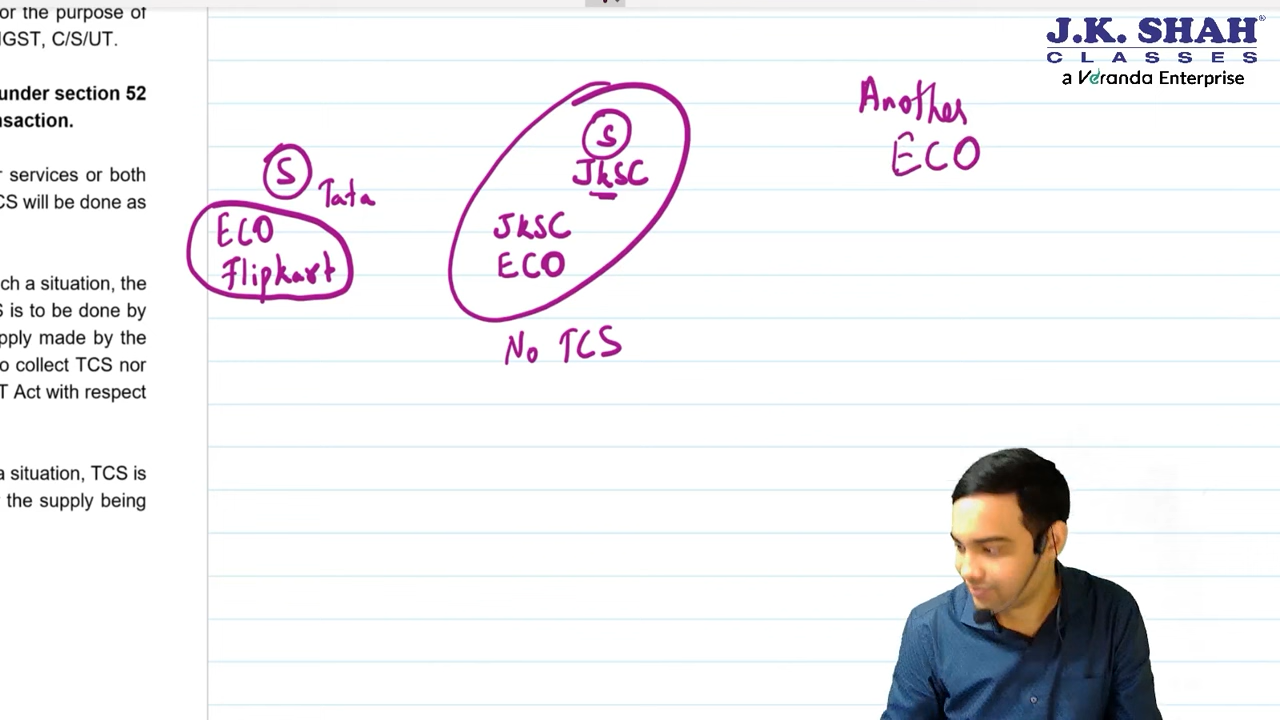 or the purpose of
IGST, C/S/UT.
under section 52
nsaction.
r services or both
CS will be done as
ch a situation, the
S is to be done by
pply made by the
o collect TCS nor
T Act with respect
a situation, TCS is
the supply being
S
Tata
ECO
Flipkart
S
JKSC
JKSC
ECO
No TCS
Another
ECO
J.K. SHAH®
CLASSES
a Veranda Enterprise